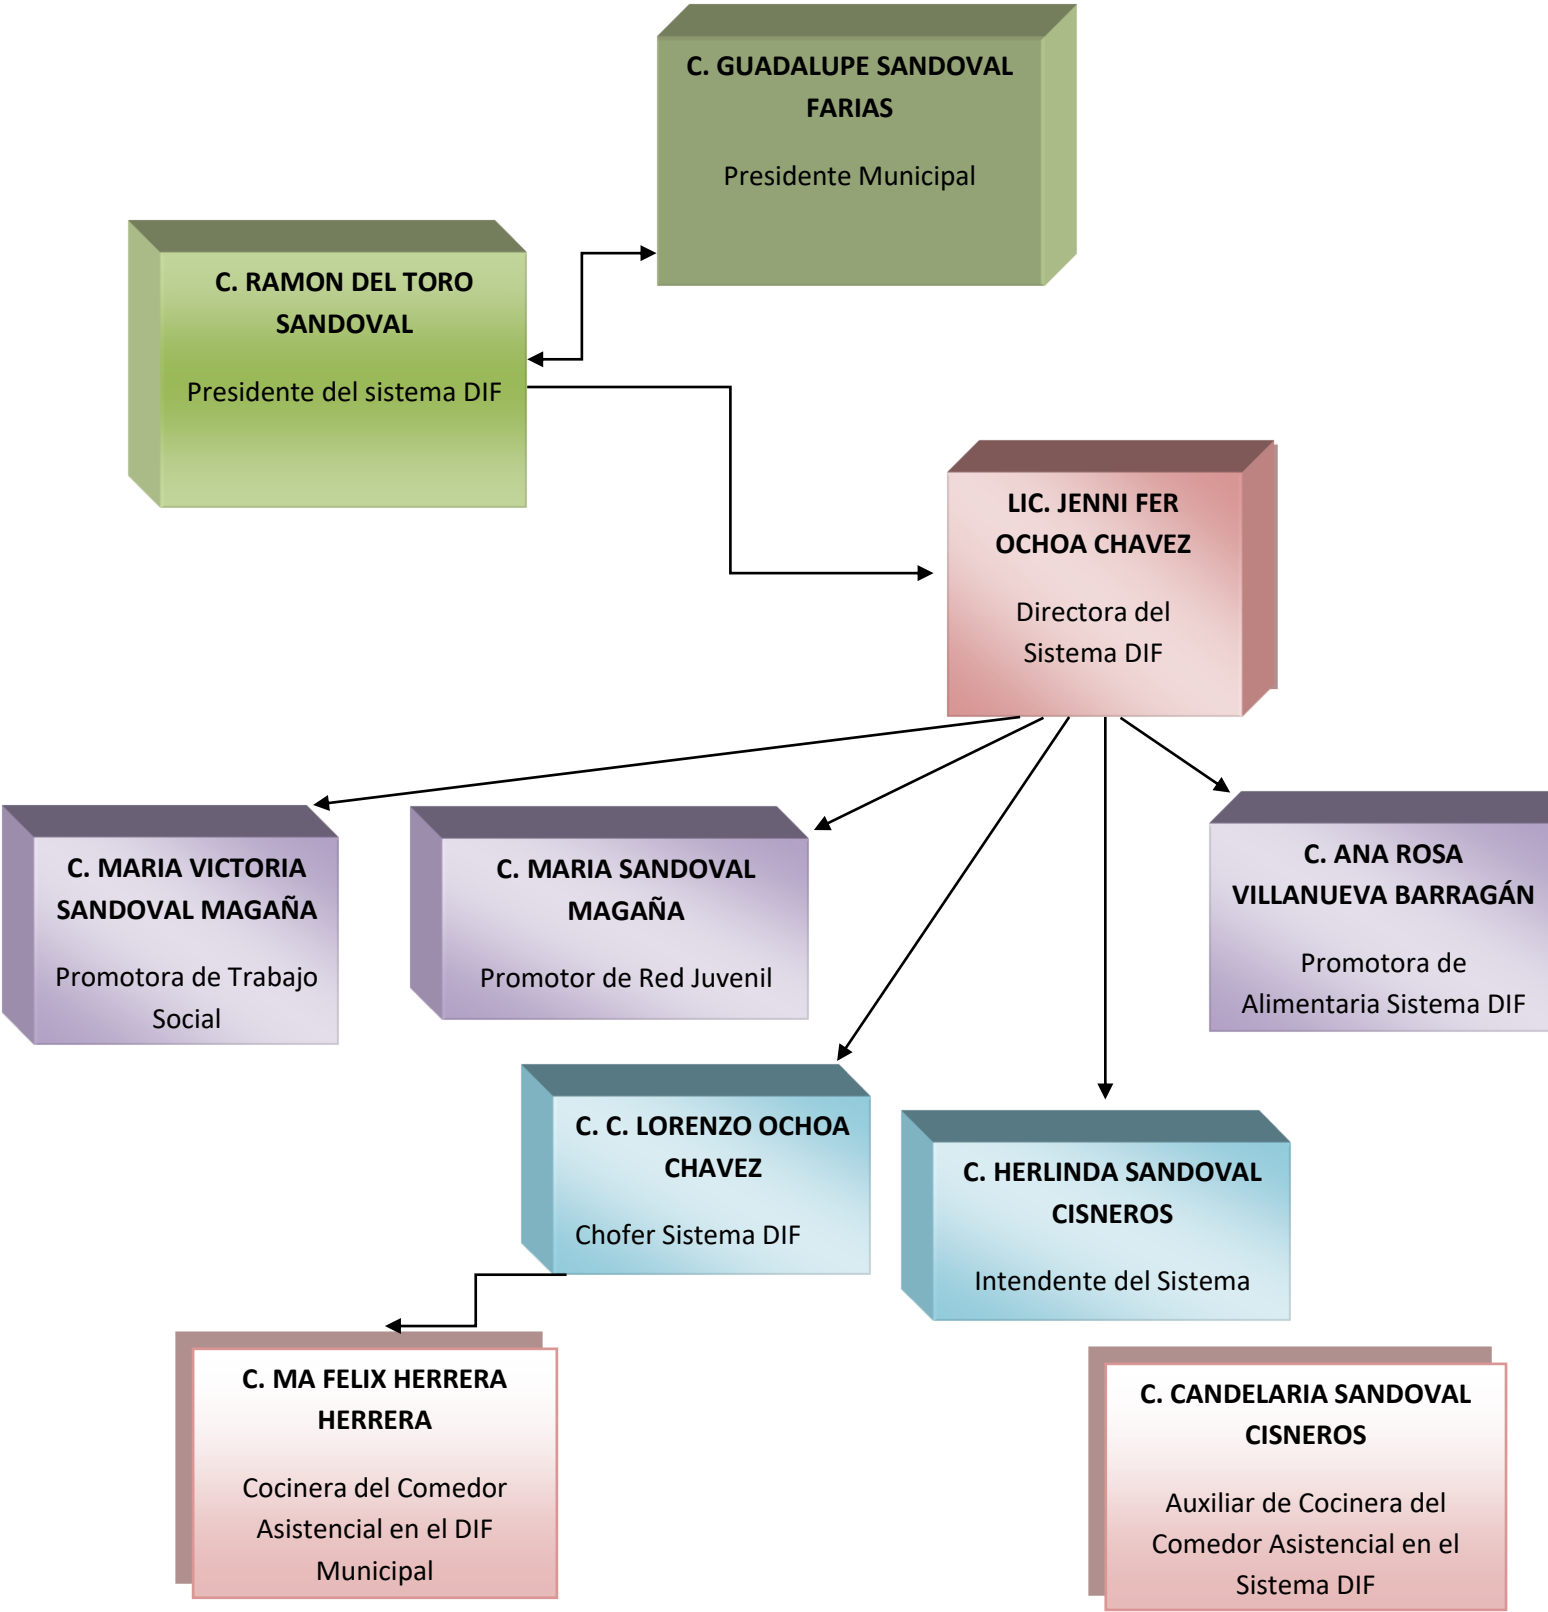 C. GUADALUPE SANDOVAL
FARIAS
Presidente Municipal
C. RAMON DEL TORO
SANDOVAL
Presidente del sistema DIF
LIC. JENNI FER
OCHOA CHAVEZ
Directora del
Sistema DIF
C. MARIA VICTORIA
SANDOVAL MAGAÑA
Promotora de Trabajo
Social
C. MARIA SANDOVAL
MAGAÑA
Promotor de Red Juvenil
C. ANA ROSA
VILLANUEVA BARRAGÁN
Promotora de
Alimentaria Sistema DIF
C. C. LORENZO OCHOA
CHAVEZ
Chofer Sistema DIF
C. HERLINDA SANDOVAL
CISNEROS
Intendente del Sistema
C. MA FELIX HERRERA
HERRERA
Cocinera del Comedor
Asistencial en el DIF
Municipal
C. CANDELARIA SANDOVAL
CISNEROS
Auxiliar de Cocinera del
Comedor Asistencial en el
Sistema DIF